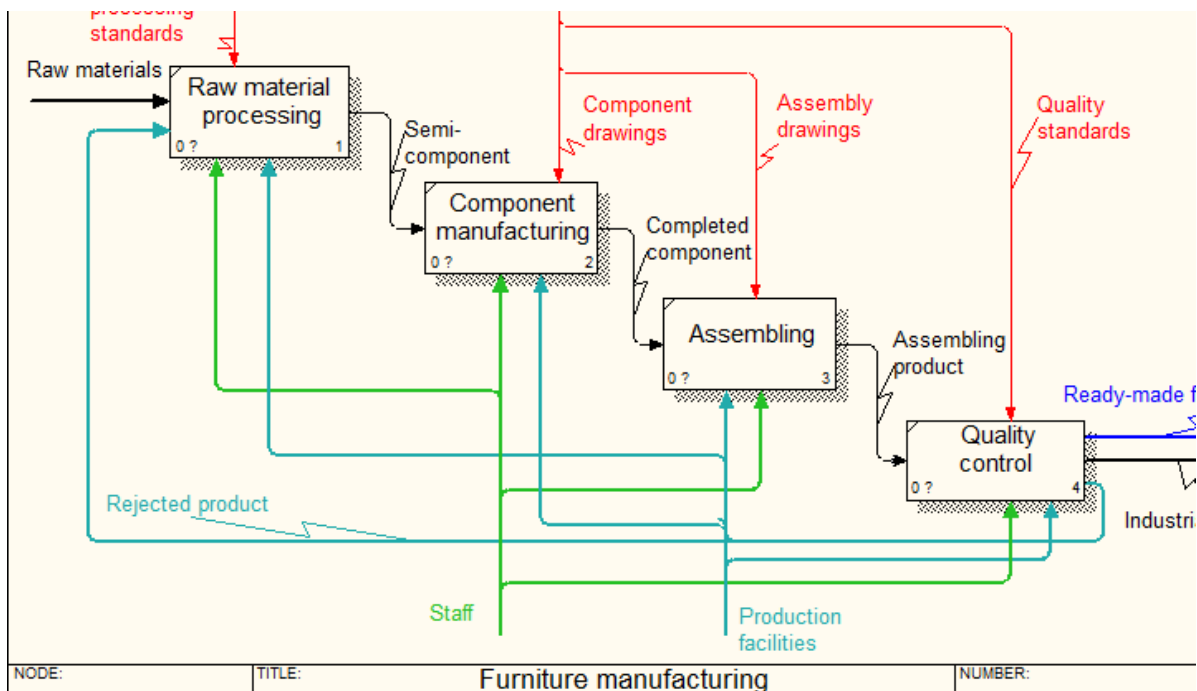 processing
standards
Raw materials
Raw material
processing
0 ?
1
Semi-
component
Component
drawings
Assembly
drawings
Quality
standards
Component
manufacturing
0 ?
2
Completed
component
Assembling
0 ?
3
Assembling
product
Ready-made f
Quality
control
0 ?
4
Rejected product
Industria
Staff
Production
facilities
NODE:
TITLE:
Furniture manufacturing
NUMBER: